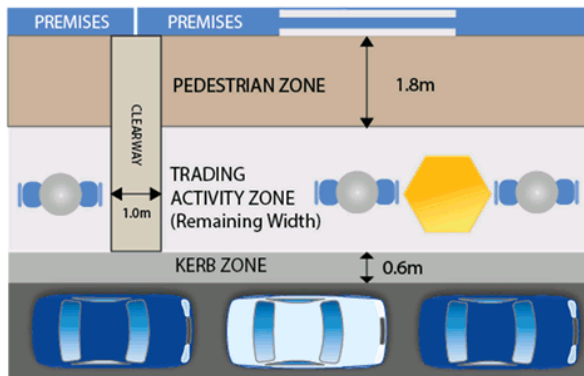 PREMISES
PREMISES
PEDESTRIAN ZONE
1.8m
CLEARWAY
1.0m
TRADING
ACTIVITY ZONE
(Remaining Width)
KERB ZONE
0.6m